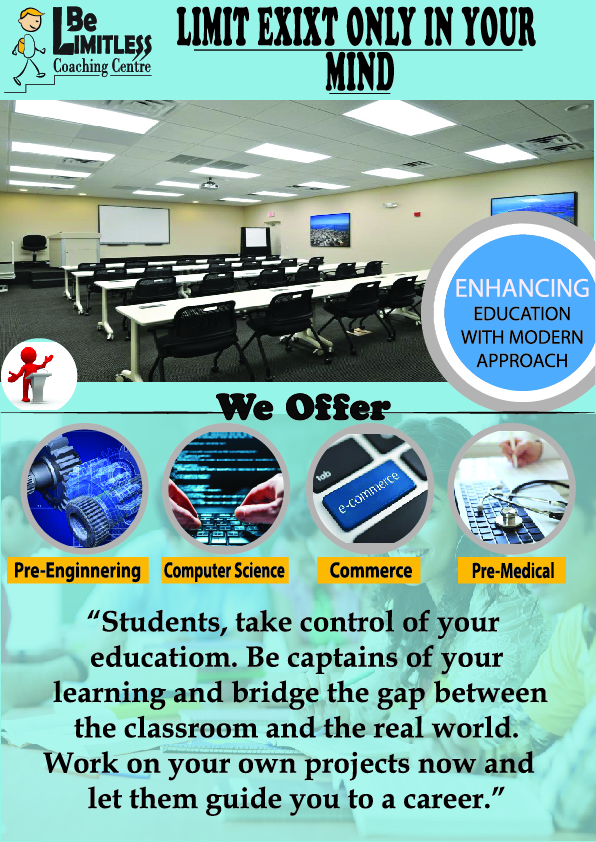 Be
LIMITLESS
Coaching Centre
LIMIT EXIXT ONLY IN YOUR
MIND
ENHANCING
EDUCATION
WITH MODERN
APPROACH
We Offer
tab
e-commerce
Pre-Enginnering
Computer Science
Commerce
Pre-Medical
“Students, take control of your
educatiom. Be captains of your
learning and bridge the gap between
the classroom and the real world.
Work on your own projects now and
let them guide you to a career.”